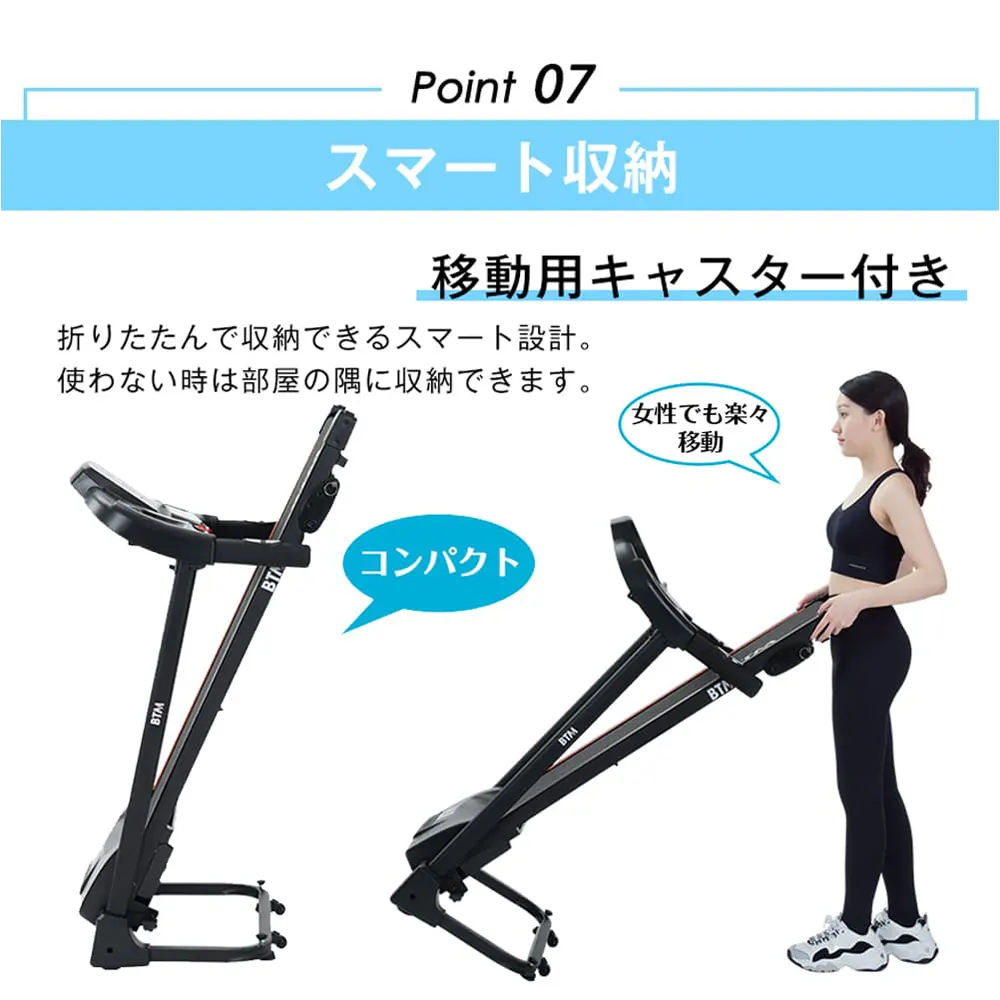 Point 07
スマート収納
移動用キャスター付き
折りたたんで収納できるスマート設計。
使わない時は部屋の隅に収納できます。
女性でも楽々
移動
コンパクト
BTM
BTM
BTM
BTM